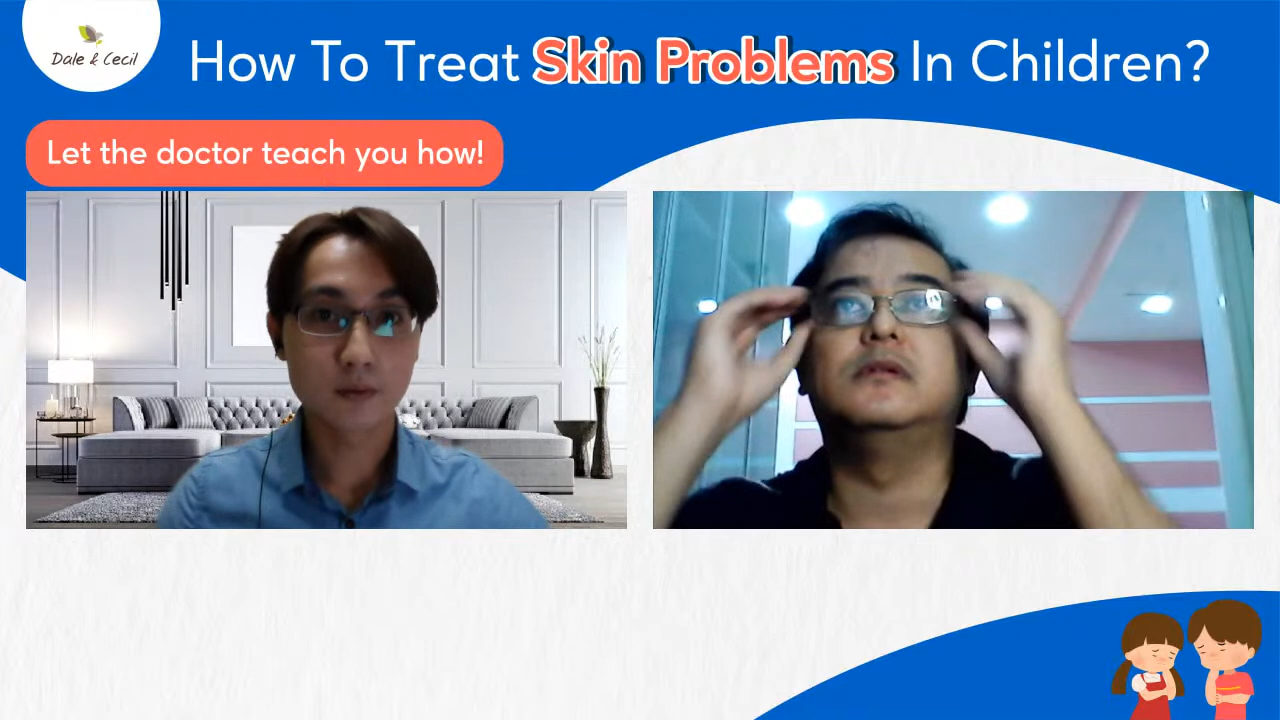 Dale & Cecil
How To Treat Skin Problems In Children?
Let the doctor teach you how!